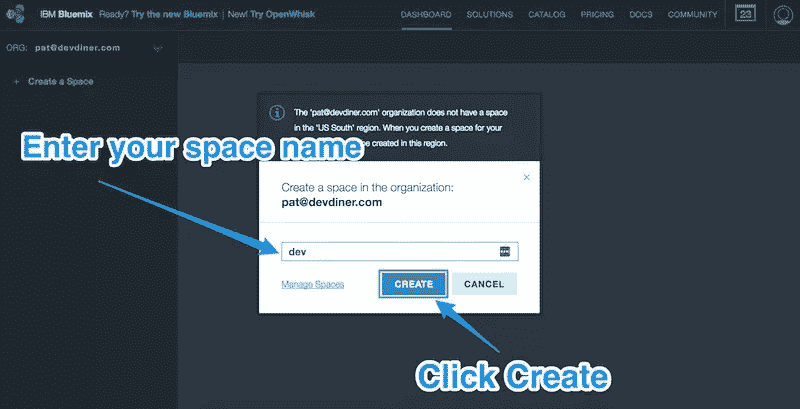 IBM Bluemix Ready? Try the new Bluemix | New! Try OpenWhisk DASHBOARD SOLUTIONS CATALOG PRICING DOCS COMMUNITY 23
ORG: pat@devdiner.com
+ Create a Space
The 'pat@devdiner.com' organization does not have a space
in the 'US South' region. When you create a space for your
be created in this region.
Enter your space name
Create a space in the organization:
pat@devdiner.com
dev
Manage Spaces CREATE CANCEL
Click Create